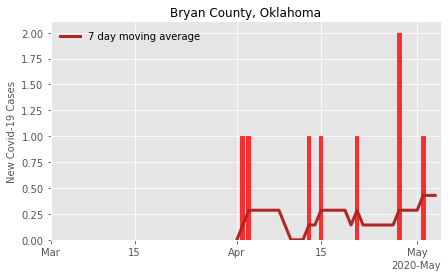 Bryan County, Oklahoma
7 day moving average
New Covid-19 Cases
2.00
1.75
1.50
1.25
1.00
0.75
0.50
0.25
0.00
Mar
15
Apr
15
May
2020-May